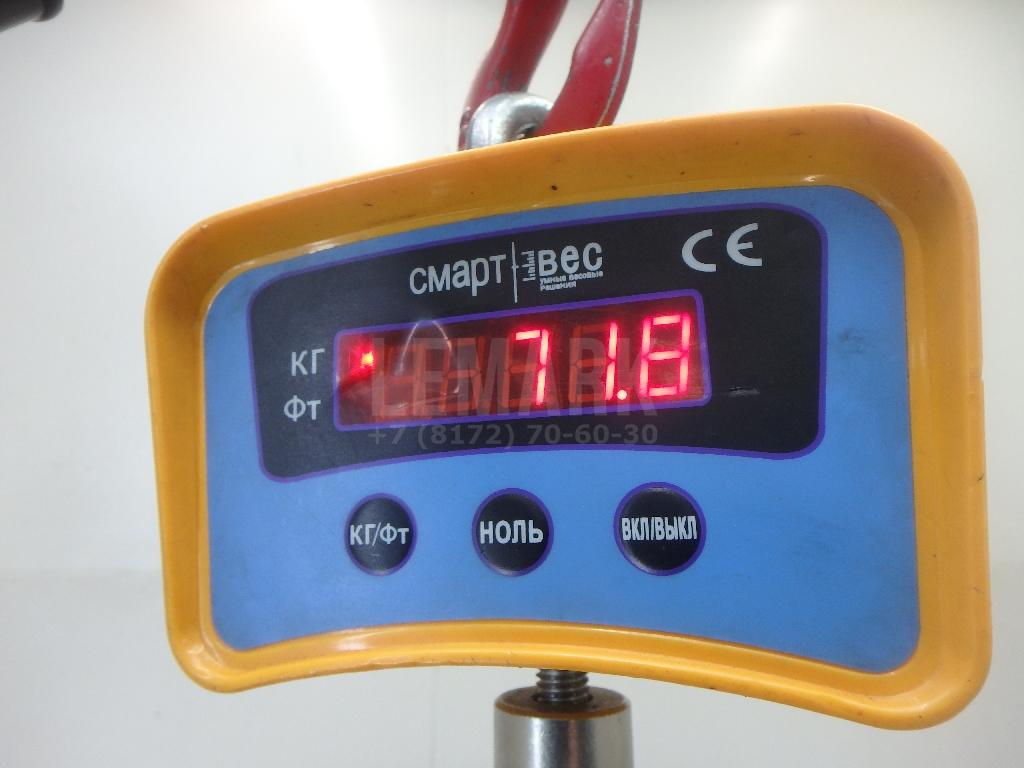 смарт вес
умные весовые
решения
CE
КГ
ФТ
71.8
LEMARK
+7 (8172) 70-60-30
КГ/ФТ
НОЛЬ
ВКЛ/ВЫКЛ